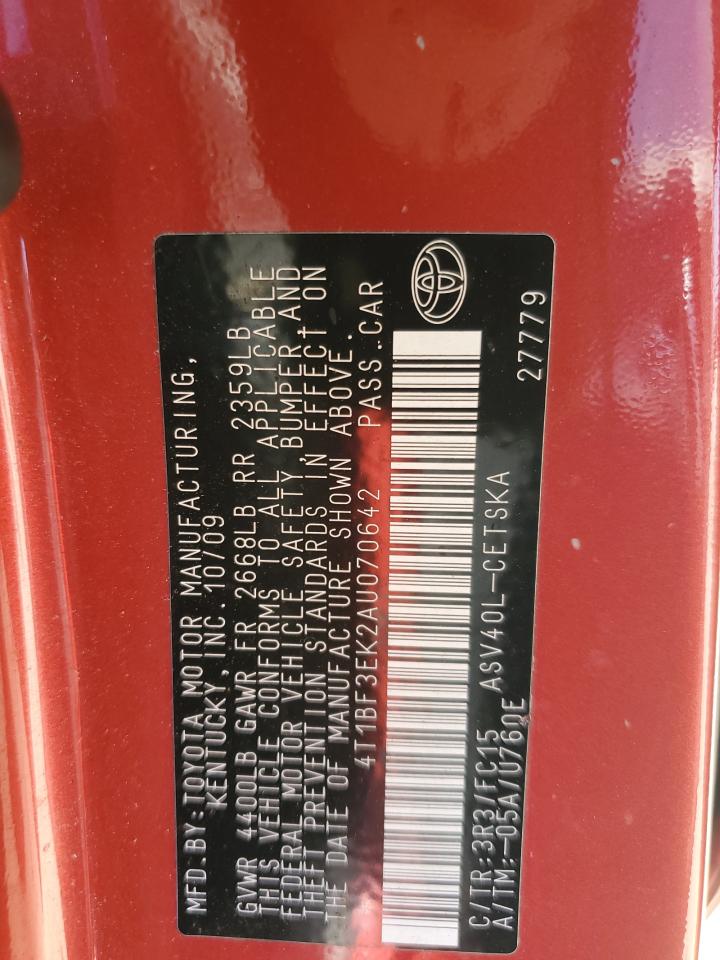 MFD.BY:TOYOTA MOTOR MANUFACTURING,
KENTUCKY, INC. 10/09
GVWR 4400LB GAWR FR 2668LB RR 2359LB
THIS VEHICLE CONFORMS TO ALL APPLICABLE
FEDERAL MOTOR VEHICLE SAFETY, BUMPER, AND
THEFT PREVENTION STANDARDS IN EFFECT ON
THE DATE OF MANUFACTURE SHOWN ABOVE.
4T1BF3EK2AU070642 PASS.CAR
C/TR:3R3/FC15 ASV40L-CETSKA
A/TM:-05A/U760E 27779